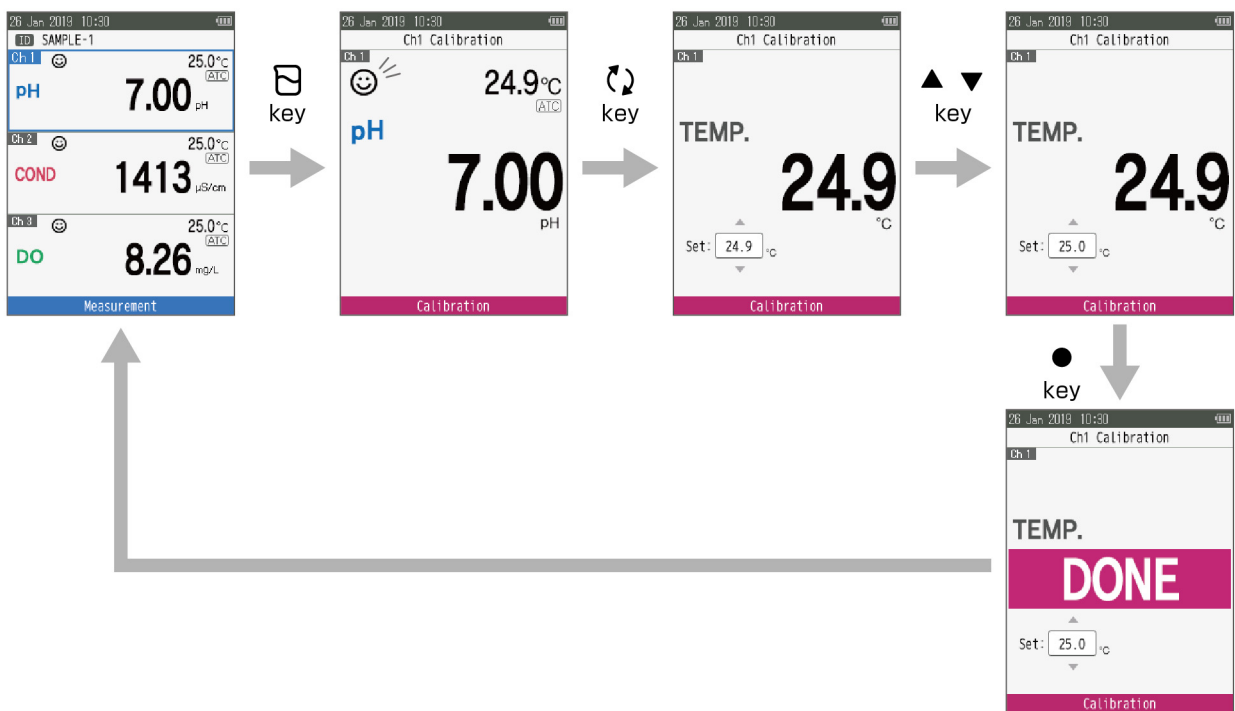 26 Jan 2019 10:30
ID SAMPLE-1
Ch 1 25.0°C
ATC
pH 7.00 pH
Ch 2 25.0°C
ATC
COND 1413 µS/cm
Ch 3 25.0°C
ATC
DO 8.26 mg/L
Measurement
key
26 Jan 2019 10:30
Ch1 Calibration
Ch 1
24.9°C
ATC
pH
7.00
pH
Calibration
key
26 Jan 2019 10:30
Ch1 Calibration
Ch 1
TEMP.
24.9
°C
Set: 24.9 °C
Calibration
▲ ▼
key
26 Jan 2019 10:30
Ch1 Calibration
Ch 1
TEMP.
24.9
°C
Set: 25.0 °C
Calibration
key
26 Jan 2019 10:30
Ch1 Calibration
Ch 1
TEMP.
DONE
Set: 25.0 °C
Calibration